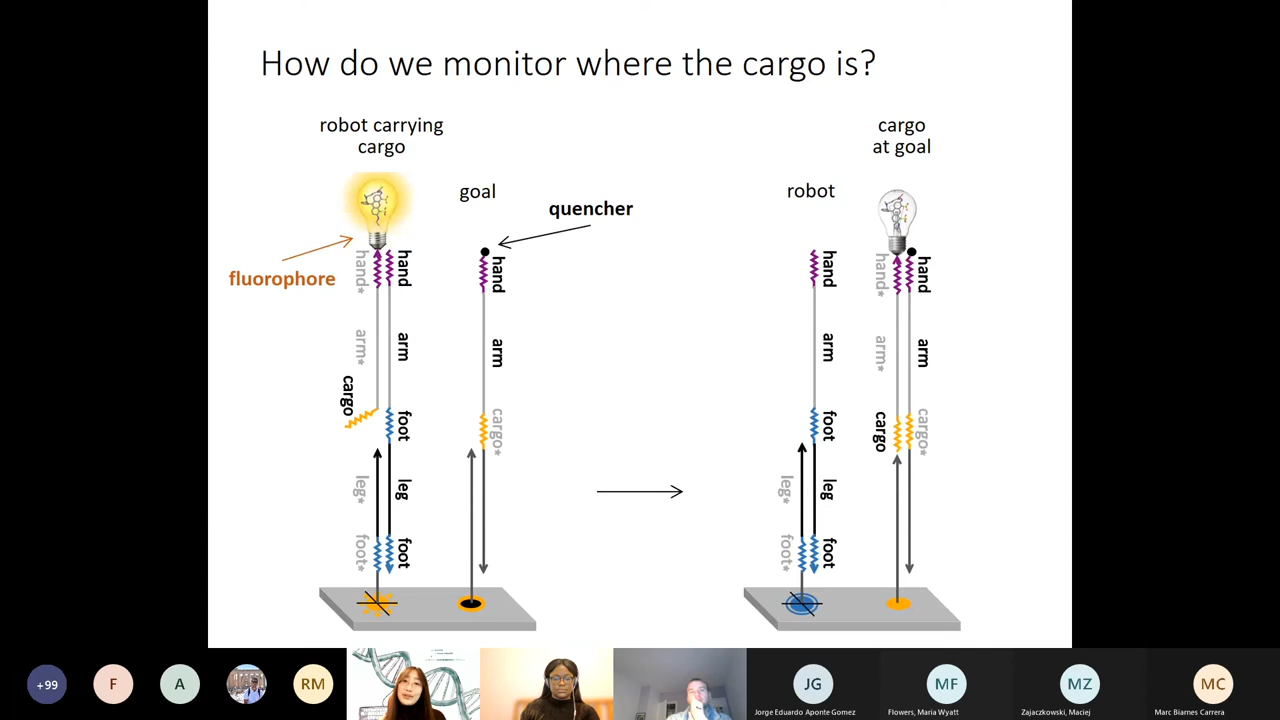 How do we monitor where the cargo is?
robot carrying
cargo
goal
quencher
fluorophore
hand*
hand
arm*
arm
cargo
foot
leg*
leg
foot*
foot
hand
arm
cargo*
robot
cargo
at goal
hand
arm
foot
leg*
leg
foot*
foot
hand*
hand
arm*
arm
cargo
cargo*
+99
F
A
RM
JG
Jorge Eduardo Aponte Gomez
MF
Flowers, Maria Wyatt
MZ
Zajaczkowski, Maciej
MC
Marc Biarnes Carrera